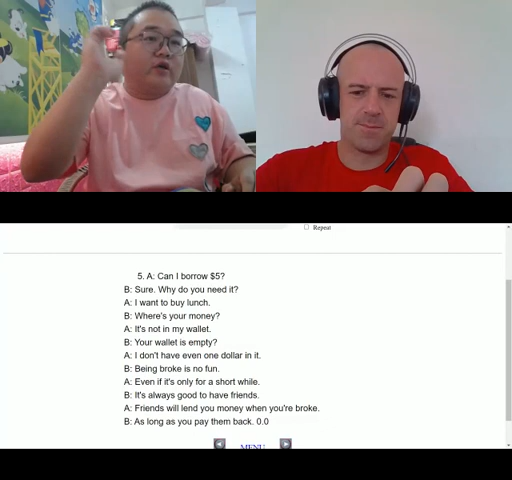 Repeat
5. A: Can I borrow $5?
B: Sure. Why do you need it?
A: I want to buy lunch.
B: Where's your money?
A: It's not in my wallet.
B: Your wallet is empty?
A: I don't have even one dollar in it.
B: Being broke is no fun.
A: Even if it's only for a short while.
B: It's always good to have friends.
A: Friends will lend you money when you're broke.
B: As long as you pay them back. 0.0
MENU